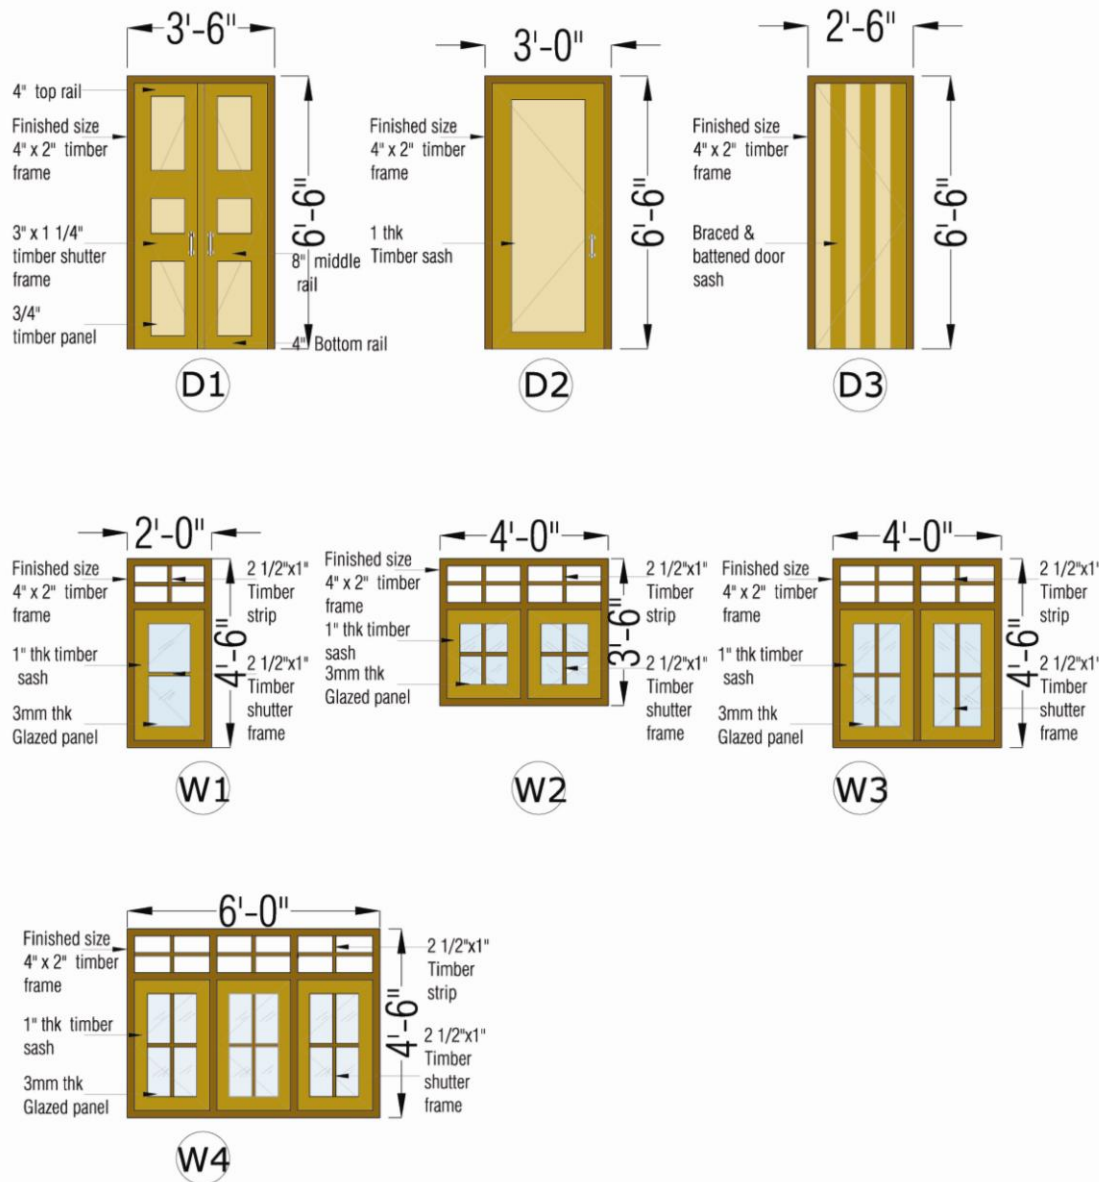 3'-6"
4" top rail
Finished size
4" x 2" timber
frame
3" x 1 1/4"
timber shutter
frame
3/4"
timber panel
6'-6"
8" middle
rail
4" Bottom rail
D1
3'-0"
Finished size
4" x 2" timber
frame
1 thk
Timber sash
6'-6"
D2
2'-6"
Finished size
4" x 2" timber
frame
Braced &
battened door
sash
6'-6"
D3
2'-0"
Finished size
4" x 2" timber
frame
1" thk timber
sash
3mm thk
Glazed panel
4'-6"
2 1/2"x1"
Timber
strip
2 1/2"x1"
Timber
shutter
frame
W1
4'-0"
Finished size
4" x 2" timber
frame
1" thk timber
sash
3mm thk
Glazed panel
3'-6"
2 1/2"x1"
Timber
strip
2 1/2"x1"
Timber
shutter
frame
W2
4'-0"
Finished size
4" x 2" timber
frame
1" thk timber
sash
3mm thk
Glazed panel
4'-6"
2 1/2"x1"
Timber
strip
2 1/2"x1"
Timber
shutter
frame
W3
6'-0"
Finished size
4" x 2" timber
frame
1" thk timber
sash
3mm thk
Glazed panel
4'-6"
2 1/2"x1"
Timber
strip
2 1/2"x1"
Timber
shutter
frame
W4